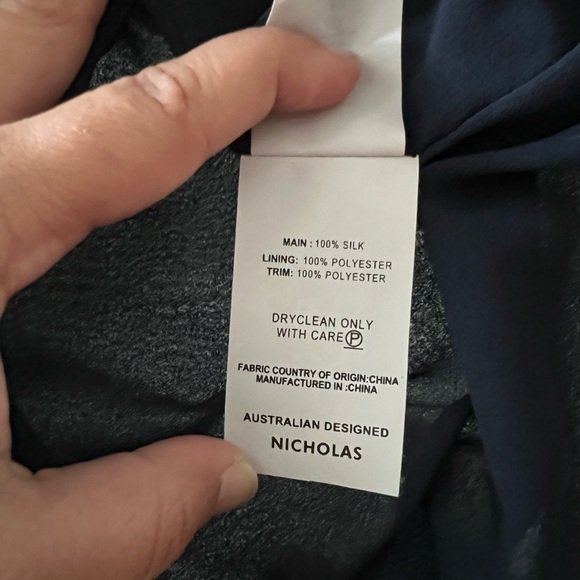 MAIN : 100% SILK
LINING: 100% POLYESTER
TRIM: 100% POLYESTER
DRYCLEAN ONLY
WITH CARE Ⓟ
FABRIC COUNTRY OF ORIGIN:CHINA
MANUFACTURED IN :CHINA
AUSTRALIAN DESIGNED
NICHOLAS